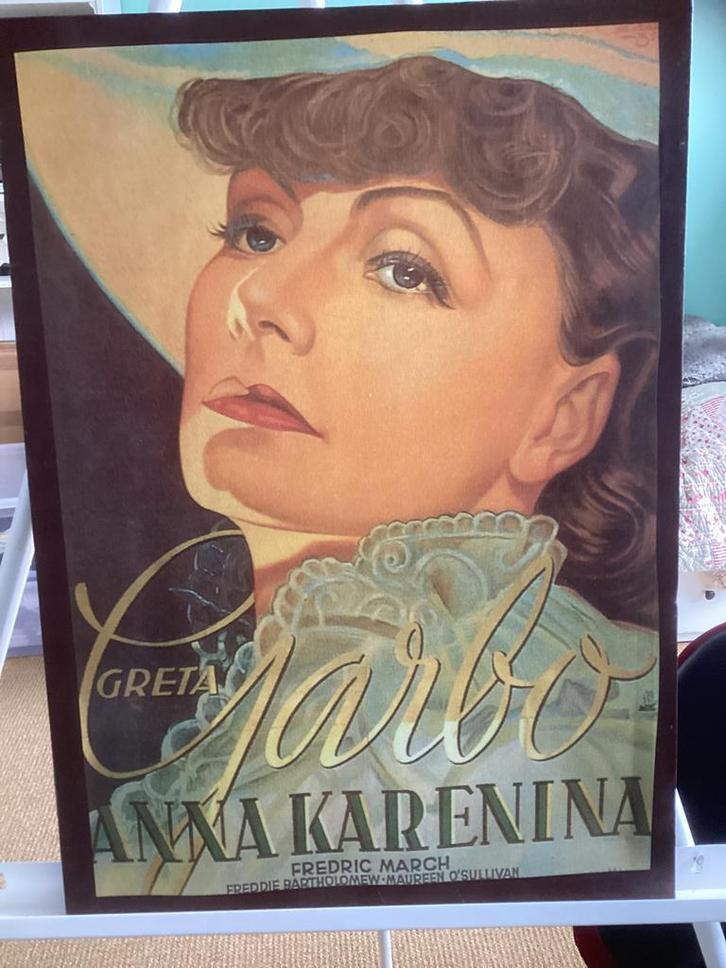 GRETA Garbo
ANNA KARENINA
FREDRIC MARCH
FREDDIE BARTHOLOMEW · MAUREEN O'SULLIVAN